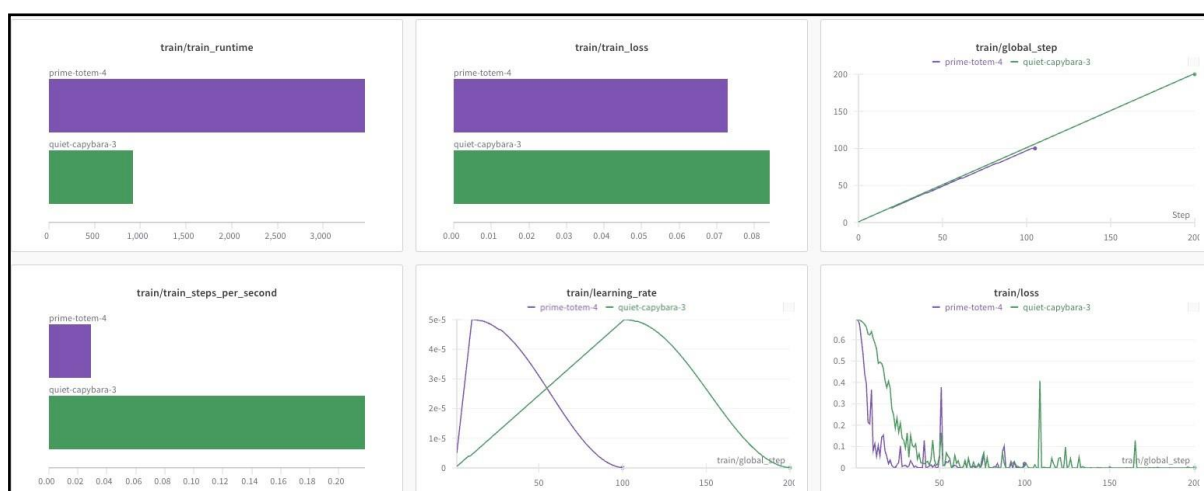 train/train_runtime
prime-totem-4
quiet-capybara-3
0 500 1,000 1,500 2,000 2,500 3,000
train/train_loss
prime-totem-4
quiet-capybara-3
0.00 0.01 0.02 0.03 0.04 0.05 0.06 0.07 0.08
train/global_step
prime-totem-4 quiet-capybara-3
200
150
100
50
0
Step
0 50 100 150 200
train/train_steps_per_second
prime-totem-4
quiet-capybara-3
0.00 0.02 0.04 0.06 0.08 0.10 0.12 0.14 0.16 0.18 0.20
train/learning_rate
prime-totem-4 quiet-capybara-3
5e-5
4e-5
3e-5
2e-5
1e-5
0
train/global_step
50 100 150 200
train/loss
prime-totem-4 quiet-capybara-3
0.6
0.5
0.4
0.3
0.2
0.1
0
train/global_step
50 100 150 200